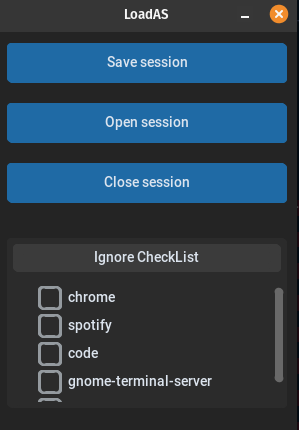 LoadAS
Save session
Open session
Close session
Ignore CheckList
chrome
spotify
code
gnome-terminal-server